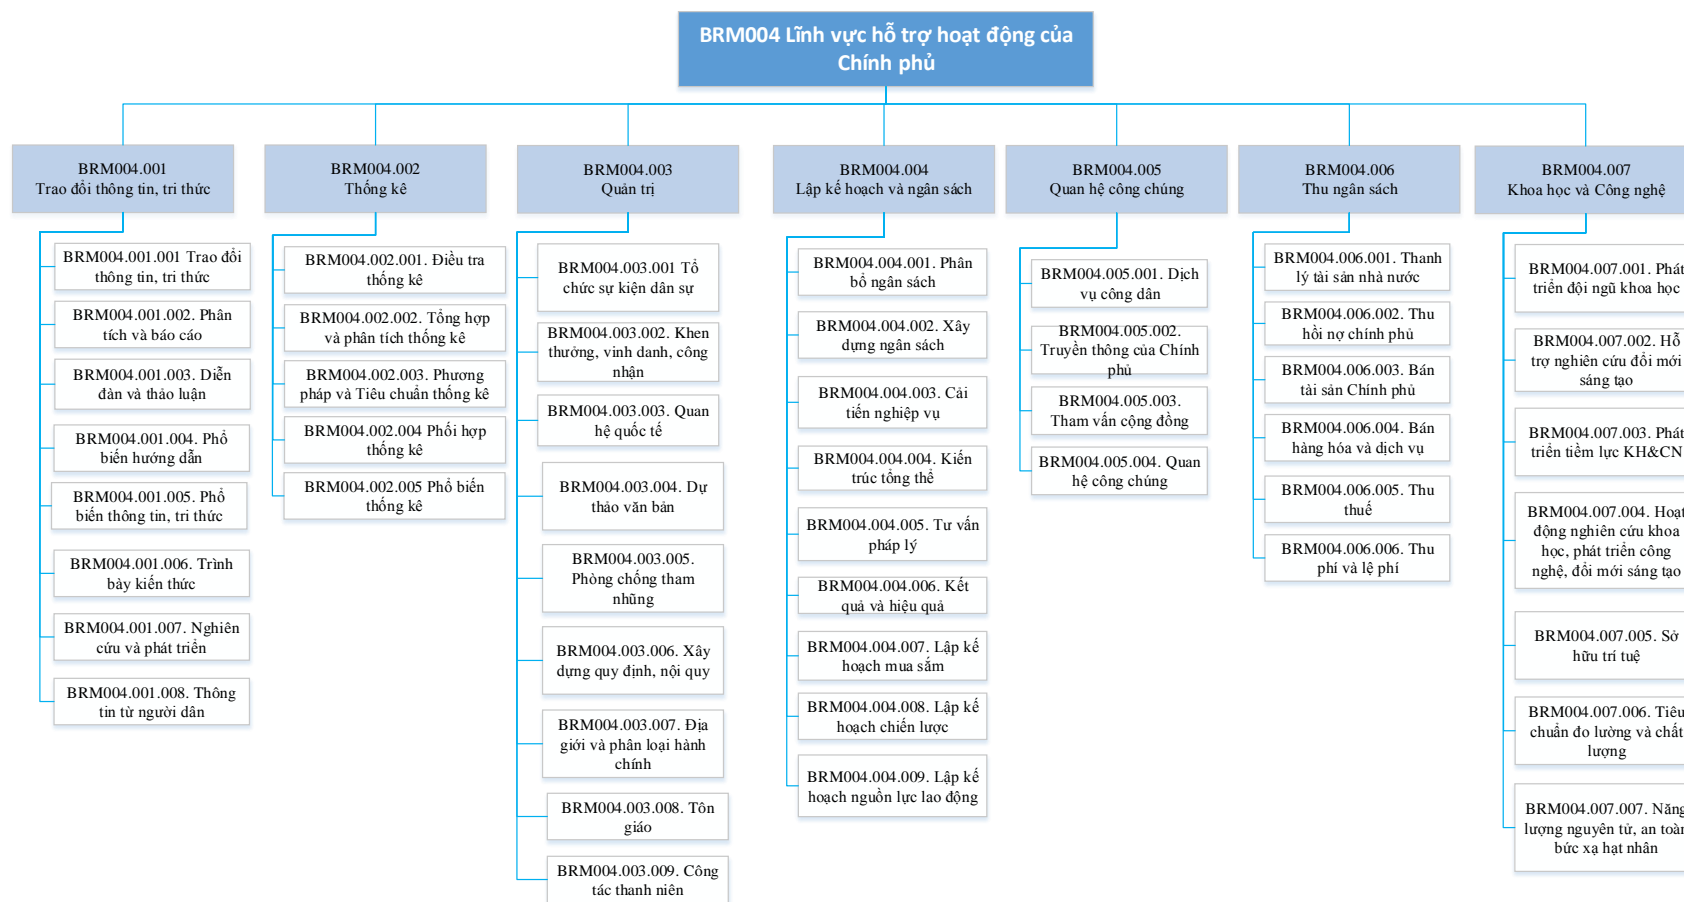 BRM004 Lĩnh vực hỗ trợ hoạt động của
Chính phủ
BRM004.001
Trao đổi thông tin, tri thức
BRM004.001.001 Trao đổi
thông tin, tri thức
BRM004.001.002. Phân
tích và báo cáo
BRM004.001.003. Diễn
đàn và thảo luận
BRM004.001.004. Phổ
biến hướng dẫn
BRM004.001.005. Phổ
biến thông tin, tri thức
BRM004.001.006. Trình
bày kiến thức
BRM004.001.007. Nghiên
cứu và phát triển
BRM004.001.008. Thông
tin từ người dân
BRM004.002
Thống kê
BRM004.002.001. Điều tra
thống kê
BRM004.002.002. Tổng hợp
và phân tích thống kê
BRM004.002.003. Phương
pháp và Tiêu chuẩn thống kê
BRM004.002.004 Phối hợp
thống kê
BRM004.002.005 Phổ biến
thống kê
BRM004.003
Quản trị
BRM004.003.001 Tổ
chức sự kiện dân sự
BRM004.003.002. Khen
thưởng, vinh danh, công
nhận
BRM004.003.003. Quan
hệ quốc tế
BRM004.003.004. Dự
thảo văn bản
BRM004.003.005.
Phòng chống tham
nhũng
BRM004.003.006. Xây
dựng quy định, nội quy
BRM004.003.007. Địa
giới và phân loại hành
chính
BRM004.003.008. Tôn
giáo
BRM004.003.009. Công
tác thanh niên
BRM004.004
Lập kế hoạch và ngân sách
BRM004.004.001. Phân
bổ ngân sách
BRM004.004.002. Xây
dựng ngân sách
BRM004.004.003. Cải
tiến nghiệp vụ
BRM004.004.004. Kiến
trúc tổng thể
BRM004.004.005. Tư vấn
pháp lý
BRM004.004.006. Kết
quả và hiệu quả
BRM004.004.007. Lập kế
hoạch mua sắm
BRM004.004.008. Lập kế
hoạch chiến lược
BRM004.004.009. Lập kế
hoạch nguồn lực lao động
BRM004.005
Quan hệ công chúng
BRM004.005.001. Dịch
vụ công dân
BRM004.005.002.
Truyền thông của Chính
phủ
BRM004.005.003.
Tham vấn cộng đồng
BRM004.005.004. Quan
hệ công chúng
BRM004.006
Thu ngân sách
BRM004.006.001. Thanh
lý tài sản nhà nước
BRM004.006.002. Thu
hồi nợ chính phủ
BRM004.006.003. Bán
tài sản Chính phủ
BRM004.006.004. Bán
hàng hóa và dịch vụ
BRM004.006.005. Thu
thuế
BRM004.006.006. Thu
phí và lệ phí
BRM004.007
Khoa học và Công nghệ
BRM004.007.001. Phát
triển đội ngũ khoa học
BRM004.007.002. Hỗ
trợ nghiên cứu đổi mới
sáng tạo
BRM004.007.003. Phát
triển tiềm lực KH&CN
BRM004.007.004. Hoạt
động nghiên cứu khoa
học, phát triển công
nghệ, đổi mới sáng tạo
BRM004.007.005. Sở
hữu trí tuệ
BRM004.007.006. Tiêu
chuẩn đo lường và chất
lượng
BRM004.007.007. Năng
lượng nguyên tử, an toàn
bức xạ hạt nhân